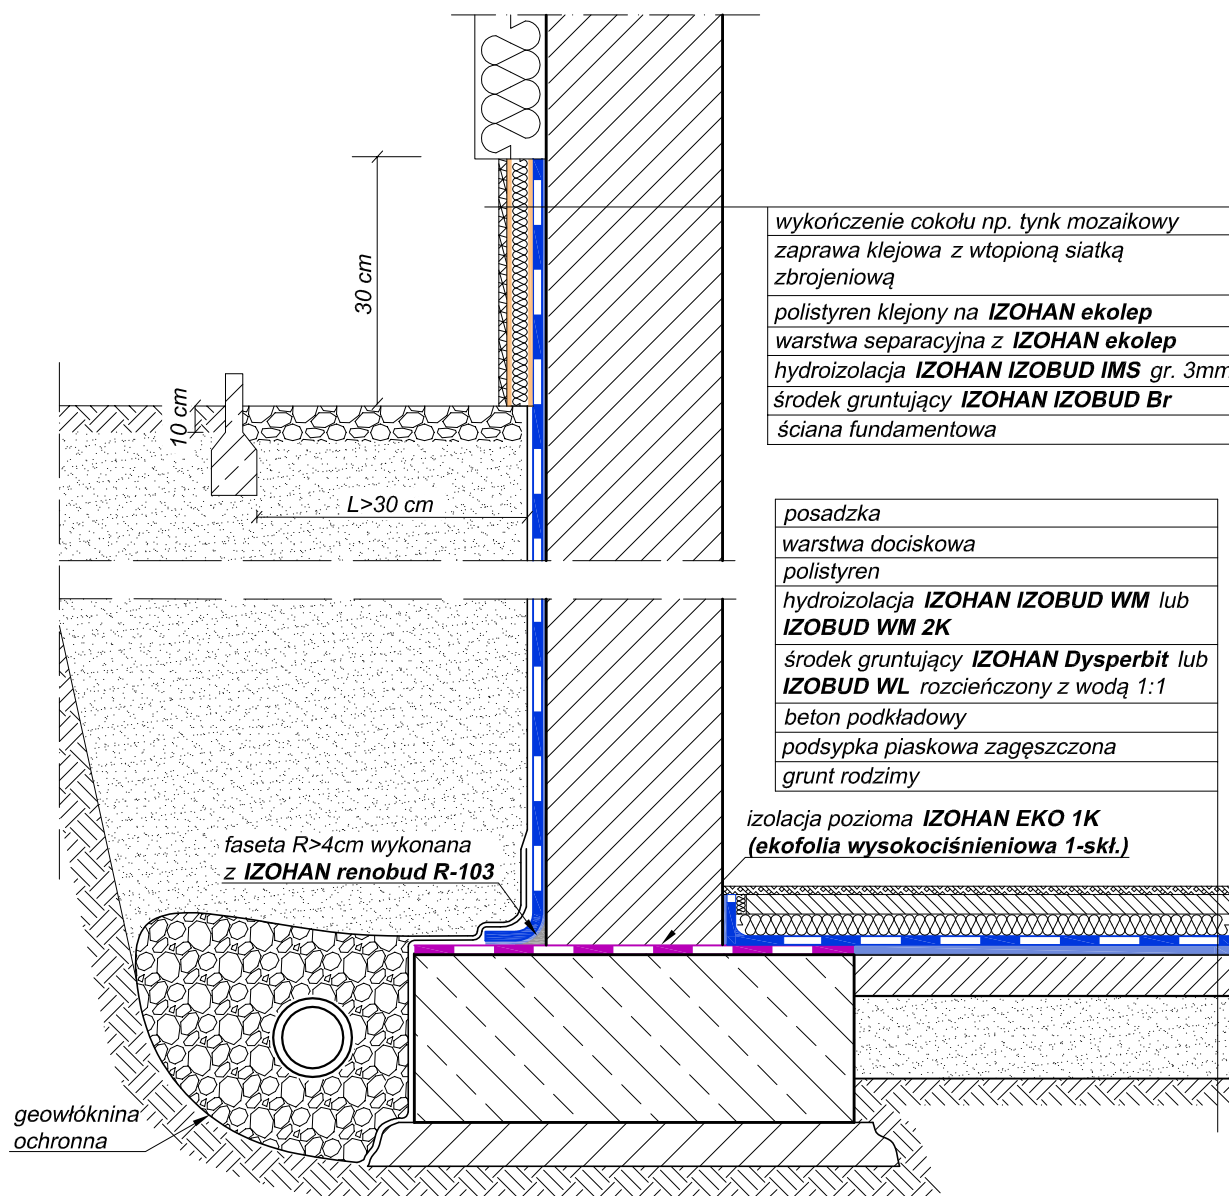 wykończenie cokołu np. tynk mozaikowy
zaprawa klejowa z wtopioną siatką
zbrojeniową
polistyren klejony na IZOHAN ekolep
warstwa separacyjna z IZOHAN ekolep
hydroizolacja IZOHAN IZOBUD IMS gr. 3mm
środek gruntujący IZOHAN IZOBUD Br
ściana fundamentowa
30 cm
10 cm
L>30 cm
posadzka
warstwa dociskowa
polistyren
hydroizolacja IZOHAN IZOBUD WM lub
IZOBUD WM 2K
środek gruntujący IZOHAN Dysperbit lub
IZOBUD WL rozcieńczony z wodą 1:1
beton podkładowy
podsypka piaskowa zagęszczona
grunt rodzimy
izolacja pozioma IZOHAN EKO 1K
(ekofolia wysokociśnieniowa 1-skł.)
faseta R>4cm wykonana
z IZOHAN renobud R-103
geowłóknina
ochronna